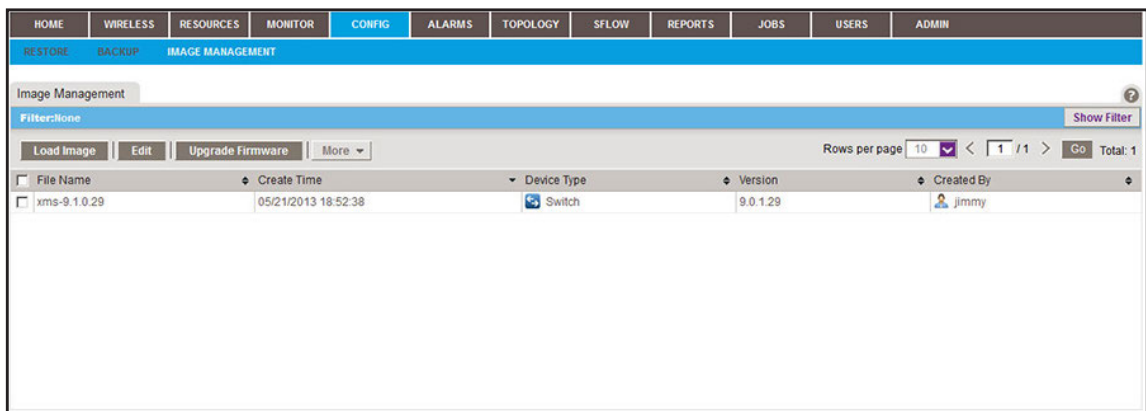 HOME WIRELESS RESOURCES MONITOR CONFIG ALARMS TOPOLOGY SFLOW REPORTS JOBS USERS ADMIN
RESTORE BACKUP IMAGE MANAGEMENT
Image Management ?
Filter:None Show Filter
Load Image Edit Upgrade Firmware More Rows per page 10 < 1 / 1 > Go Total: 1
File Name Create Time Device Type Version Created By
xms-9.1.0.29 05/21/2013 18:52:38 Switch 9.0.1.29 jimmy